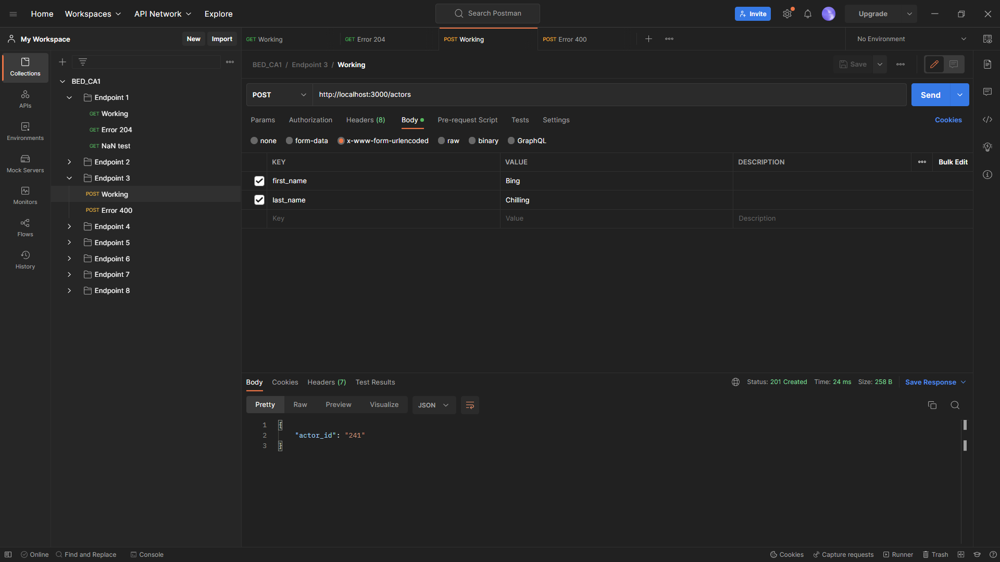 Home Workspaces API Network Explore Search Postman Invite Upgrade
My Workspace New Import GET Working GET Error 204 POST Working POST Error 400 No Environment
Collections
APIs
Environments
Mock Servers
Monitors
Flows
History
BED_CA1
Endpoint 1
GET Working
GET Error 204
GET NaN test
Endpoint 2
Endpoint 3
POST Working
POST Error 400
Endpoint 4
Endpoint 5
Endpoint 6
Endpoint 7
Endpoint 8
BED_CA1 / Endpoint 3 / Working Save
POST http://localhost:3000/actors Send
Params Authorization Headers (8) Body Pre-request Script Tests Settings Cookies
none form-data x-www-form-urlencoded raw binary GraphQL
KEY VALUE DESCRIPTION Bulk Edit
first_name Bing
last_name Chilling
Key Value Description
Body Cookies Headers (7) Test Results Status: 201 Created Time: 24 ms Size: 258 B Save Response
Pretty Raw Preview Visualize JSON
1 {
2 "actor_id": "241"
3 }
Online Find and Replace Console Cookies Capture requests Runner Trash